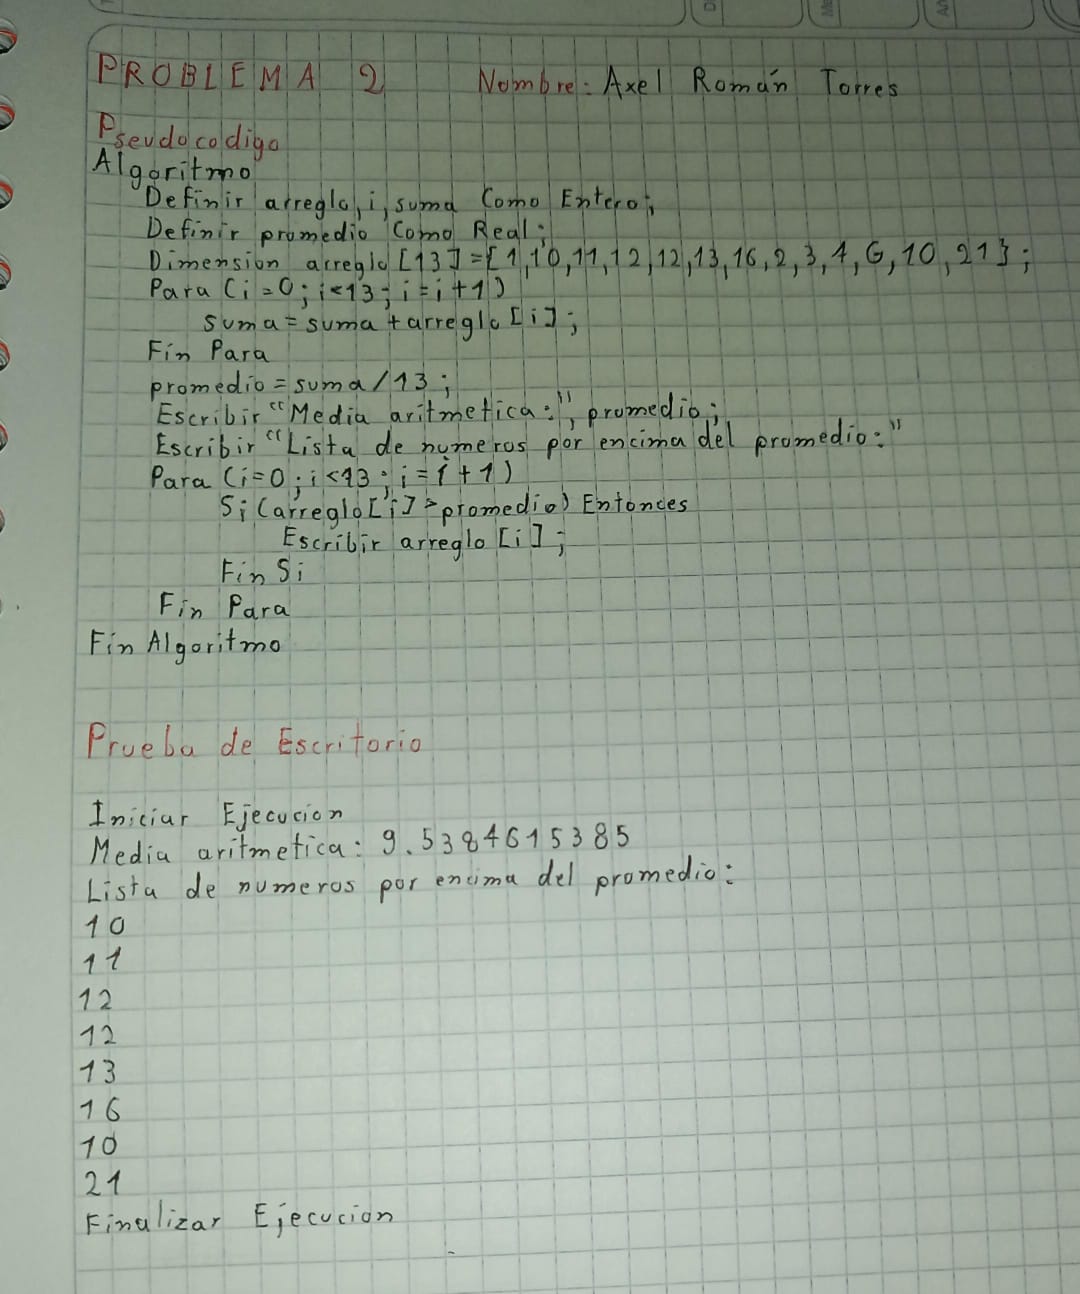 PROBLEMA 2 Nombre: Axel Román Torres
Pseudocodigo
Algoritmo
Definir arreglo, i, suma Como Entero;
Definir promedio Como Real;
Dimension arreglo [13] = {1,10,11,12,12,13,16,2,3,4,6,10,21};
Para (i=0; i<13; i=i+1)
suma=suma+arreglo[i];
Fin Para
promedio=suma/13;
Escribir "Media aritmetica:", promedio;
Escribir "Lista de numeros por encima del promedio:"
Para (i=0; i<13; i=i+1)
Si (arreglo[i]>promedio) Entonces
Escribir arreglo [i];
Fin Si
Fin Para
Fin Algoritmo
Prueba de Escritorio
Iniciar Ejecucion
Media aritmetica: 9.5384615385
Lista de numeros por encima del promedio:
10
11
12
12
13
16
10
21
Finalizar Ejecucion